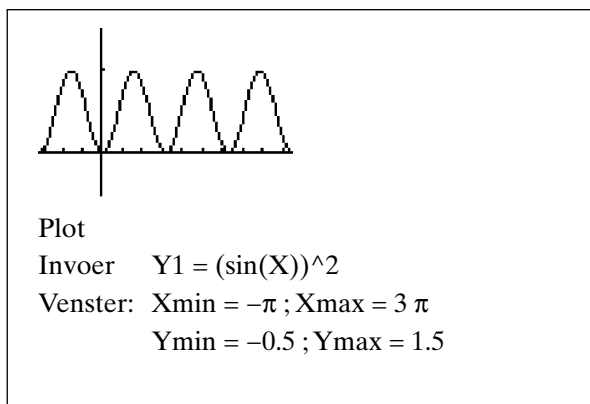 Plot
Invoer Y1 = (sin(X))^2
Venster: Xmin = −π ; Xmax = 3 π
Ymin = −0.5 ; Ymax = 1.5